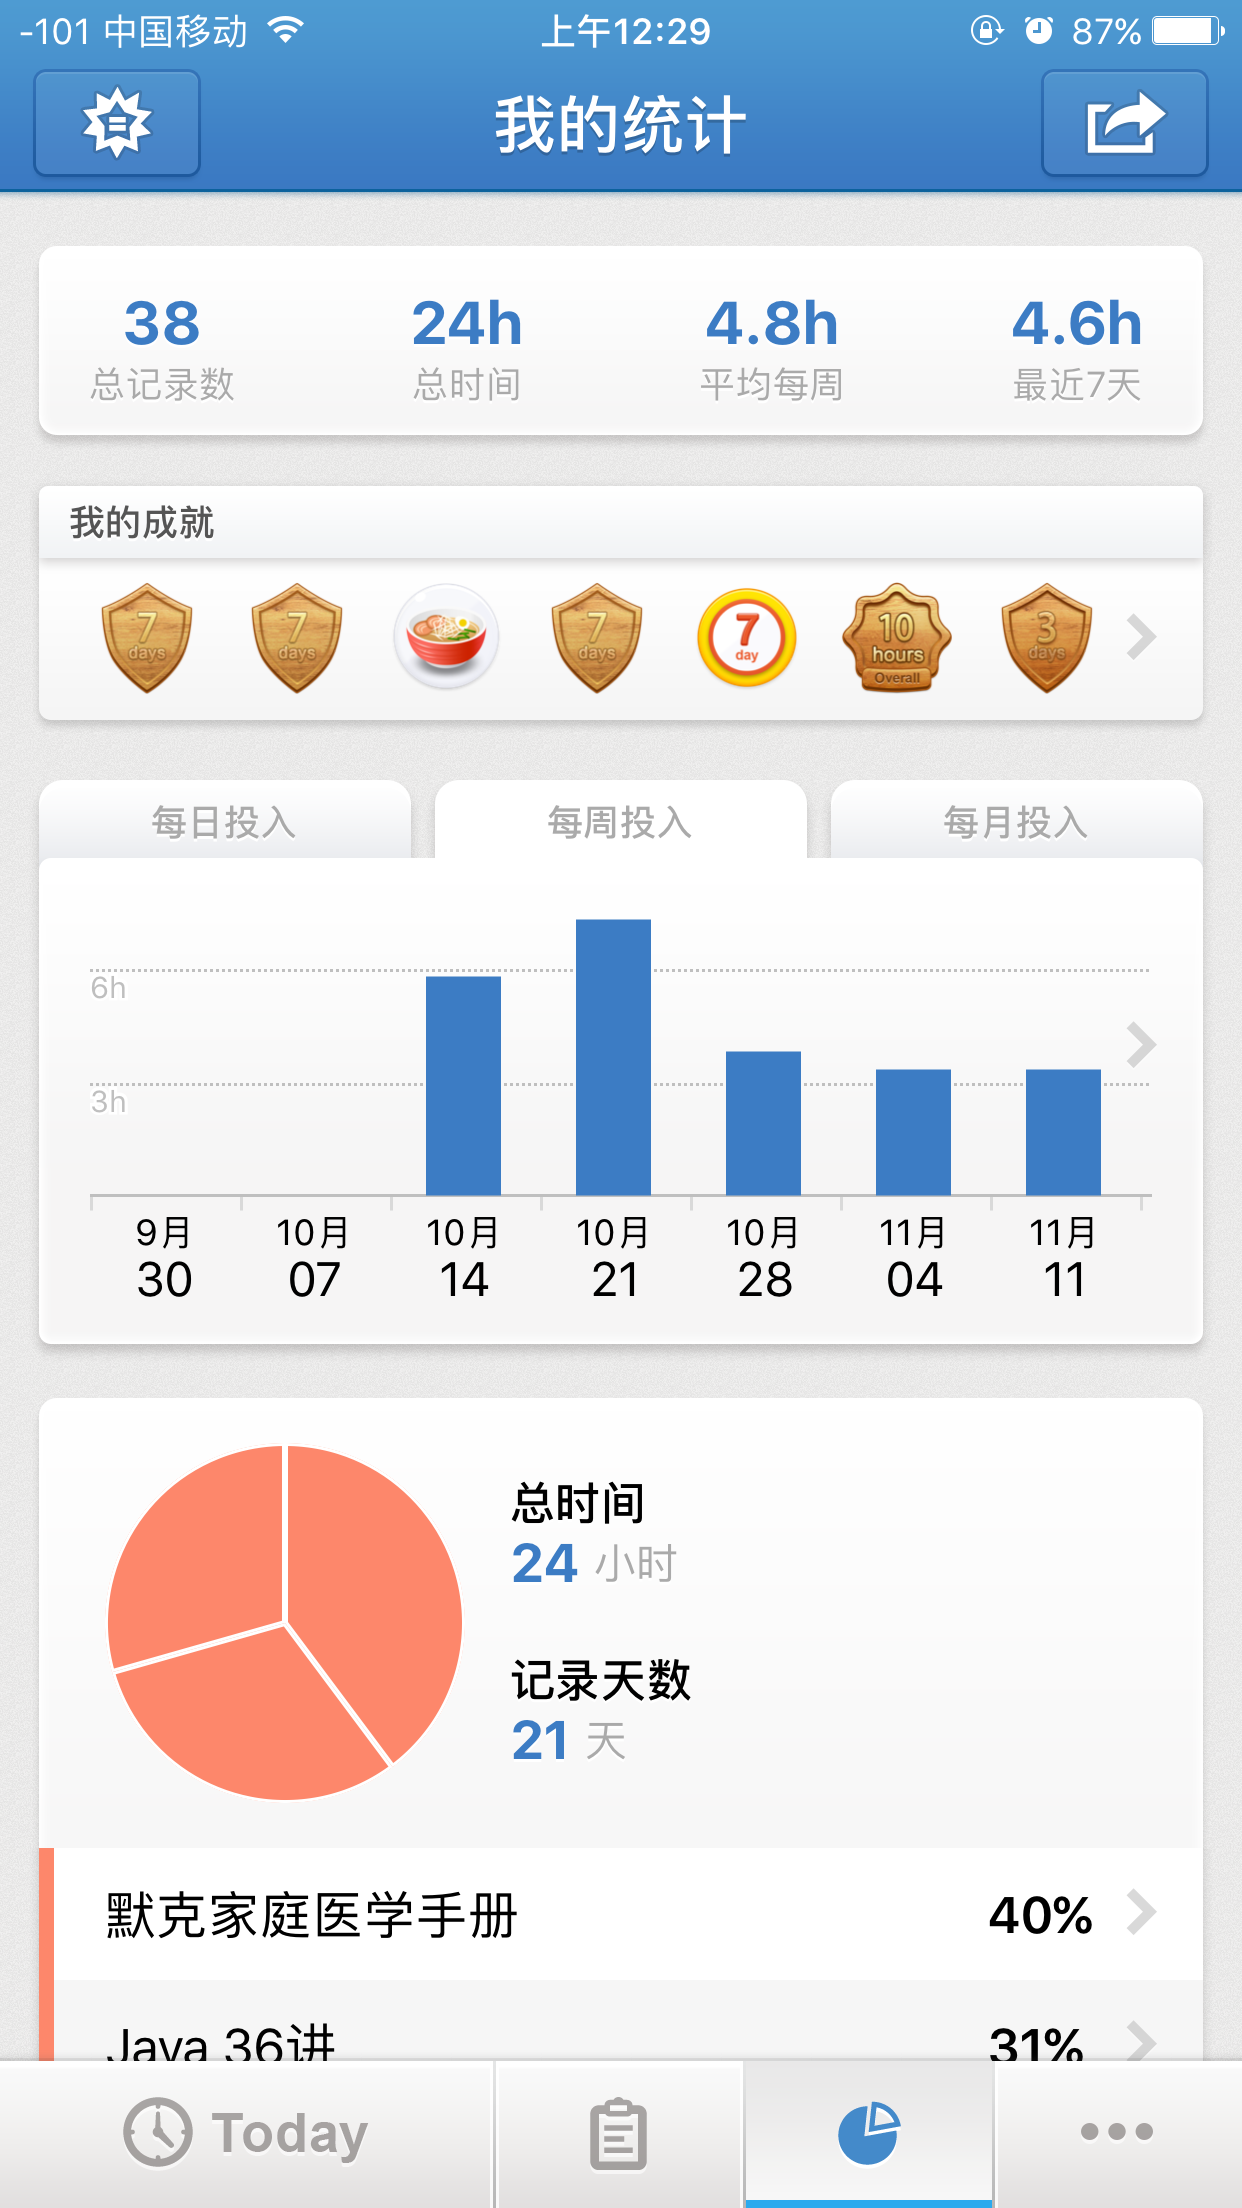 -101 中国移动 上午12:29 87%
我的统计
38 24h 4.8h 4.6h
总记录数 总时间 平均每周 最近7天
我的成就
7 days
7 days
7 days
7 day
10 hours Overall
3 days
每日投入 每周投入 每月投入
6h
3h
9月 10月 10月 10月 10月 11月 11月
30 07 14 21 28 04 11
总时间
24 小时
记录天数
21 天
默克家庭医学手册 40%
Java 36讲 31%
Today